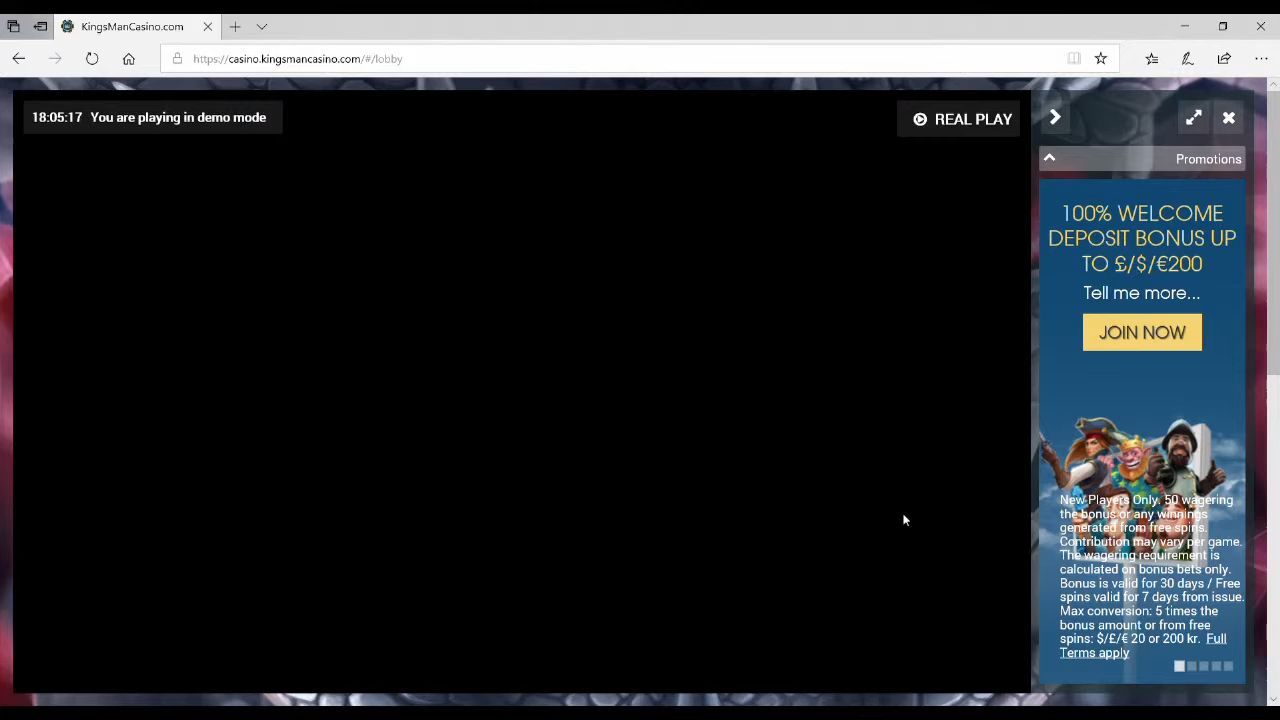 KingsManCasino.com
https://casino.kingsmancasino.com/#/lobby
18:05:17 You are playing in demo mode
REAL PLAY
Promotions
100% WELCOME
DEPOSIT BONUS UP
TO £/$/€200
Tell me more...
JOIN NOW
New Players Only. 50 wagering
the bonus or any winnings
generated from free spins.
Contribution may vary per game.
The wagering requirement is
calculated on bonus bets only.
Bonus is valid for 30 days / Free
spins valid for 7 days from issue.
Max conversion: 5 times the
bonus amount or from free
spins: $/£/€ 20 or 200 kr. Full
Terms apply